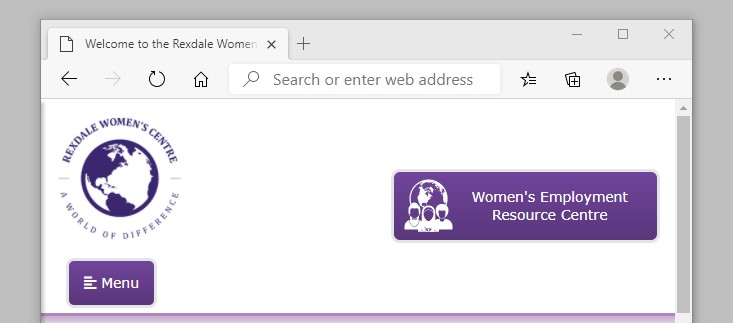 Welcome to the Rexdale Women
Search or enter web address
REXDALE WOMEN'S CENTRE
A WORLD OF DIFFERENCE
Women's Employment
Resource Centre
Menu